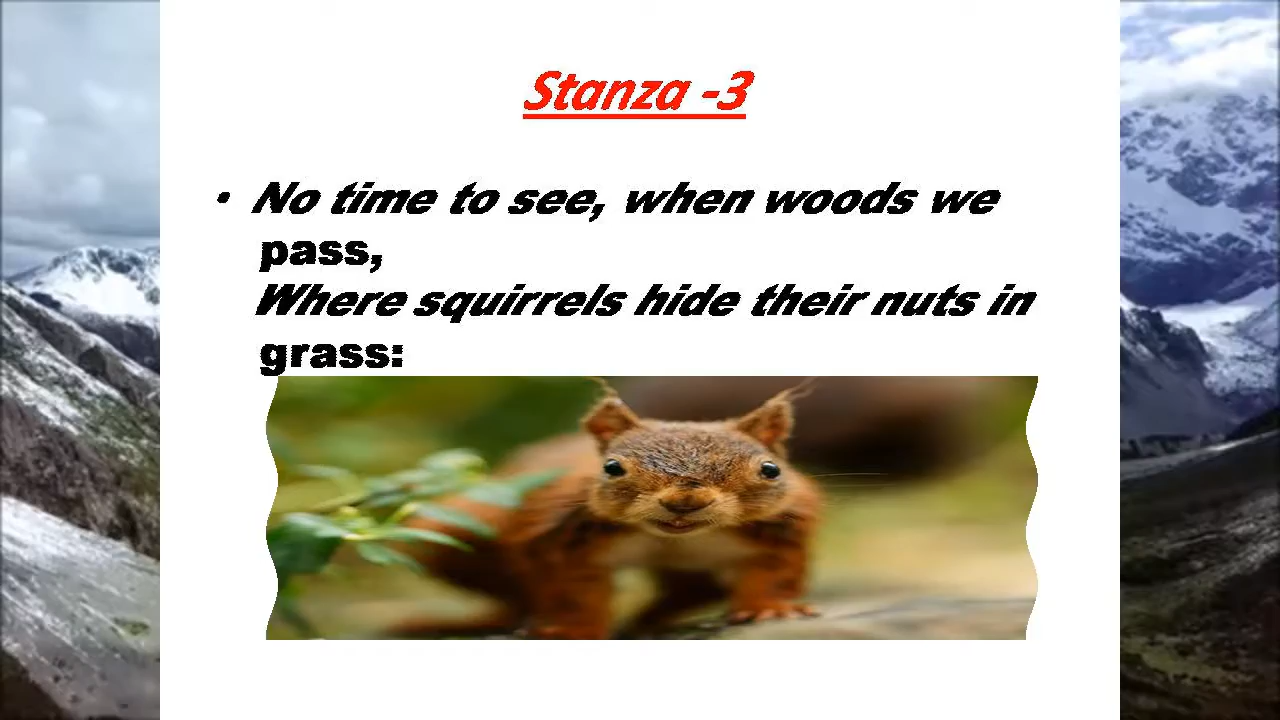 Stanza -3
• No time to see, when woods we
pass,
Where squirrels hide their nuts in
grass: